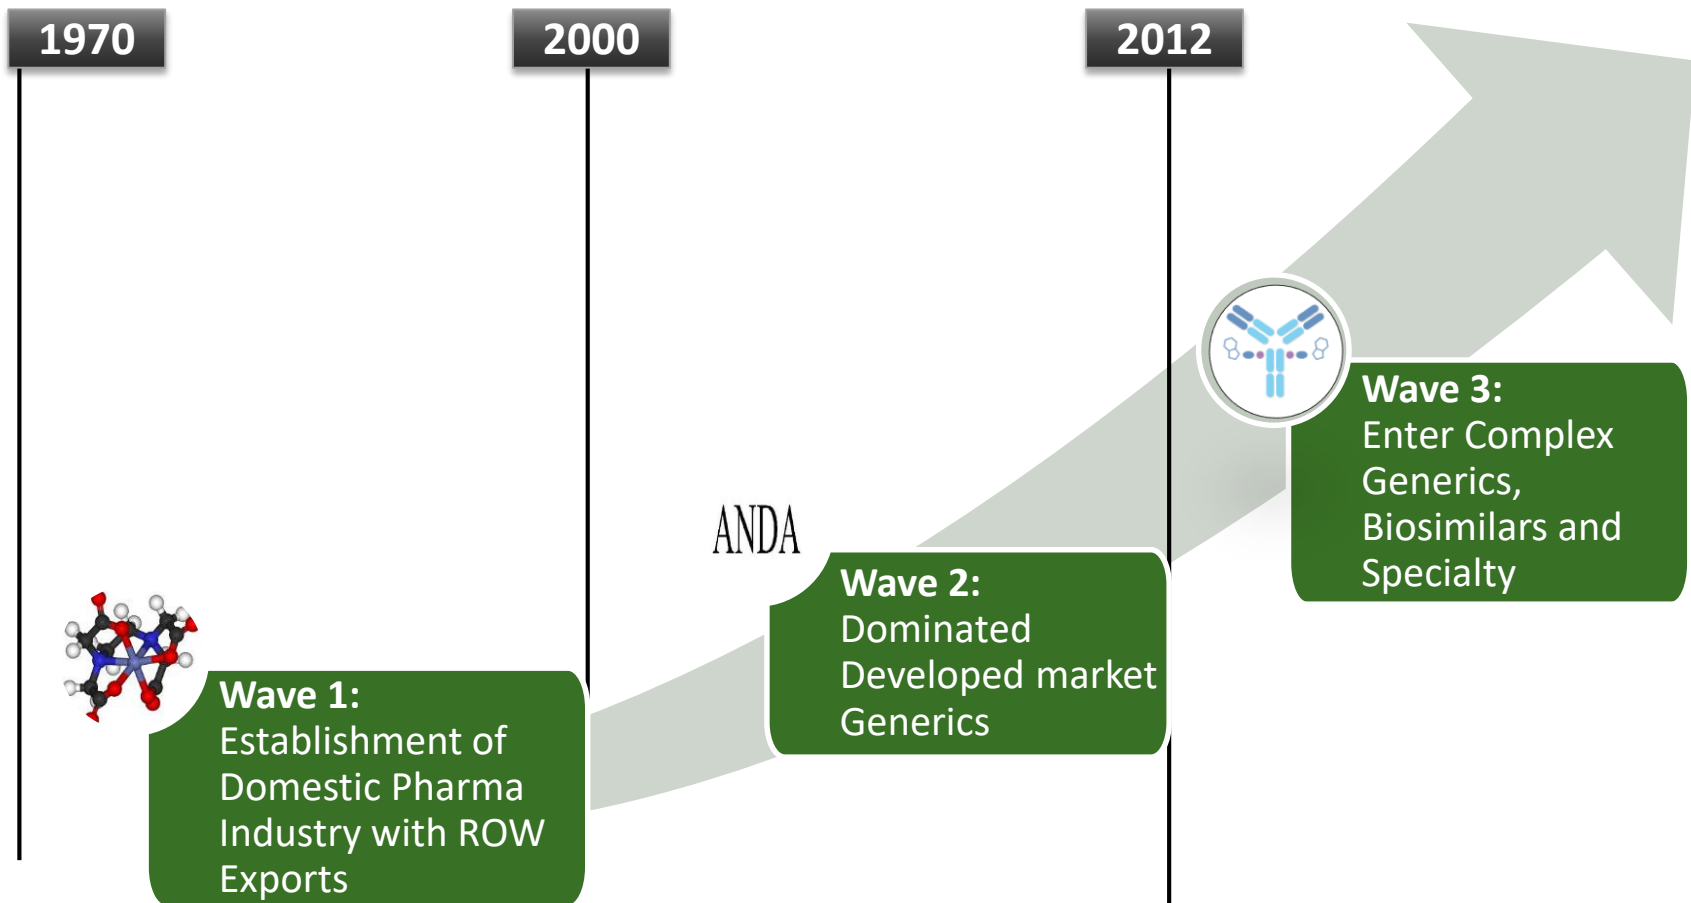 1970
2000
2012
Wave 3:
Enter Complex
Generics,
Biosimilars and
Specialty
ANDA
Wave 2:
Dominated
Developed market
Generics
Wave 1:
Establishment of
Domestic Pharma
Industry with ROW
Exports